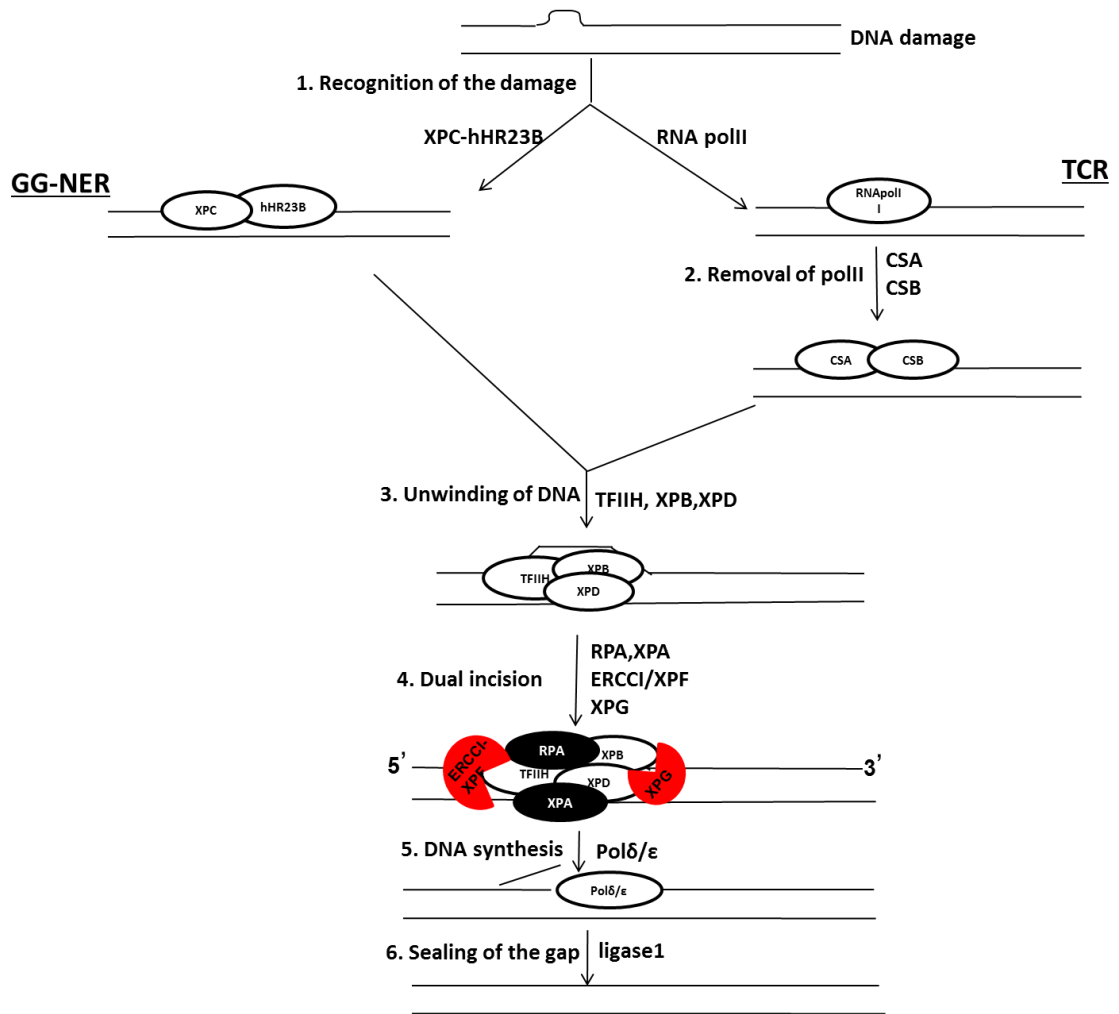 DNA damage
1. Recognition of the damage
XPC-hHR23B
RNA polII
GG-NER
TCR
XPC
hHR23B
RNApolI
I
2. Removal of polII
CSA
CSB
CSA
CSB
3. Unwinding of DNA
TFIIH, XPB,XPD
TFIIH
XPB
XPD
4. Dual incision
RPA,XPA
ERCCI/XPF
XPG
5'
ERCCI-
XPF
RPA
XPB
TFIIH
XPD
XPA
XPG
3'
5. DNA synthesis
Polδ/ε
Polδ/ε
6. Sealing of the gap
ligase1